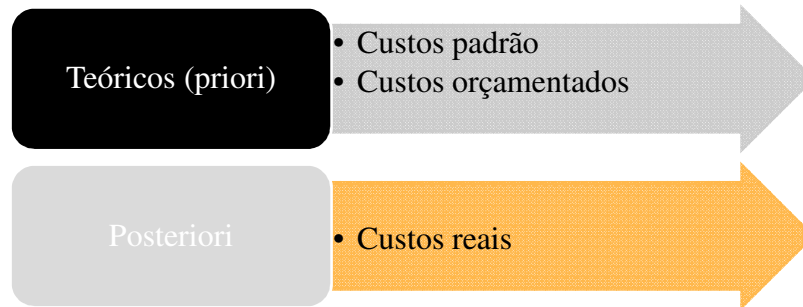 Teóricos (priori)
• Custos padrão
• Custos orçamentados
Posteriori
• Custos reais